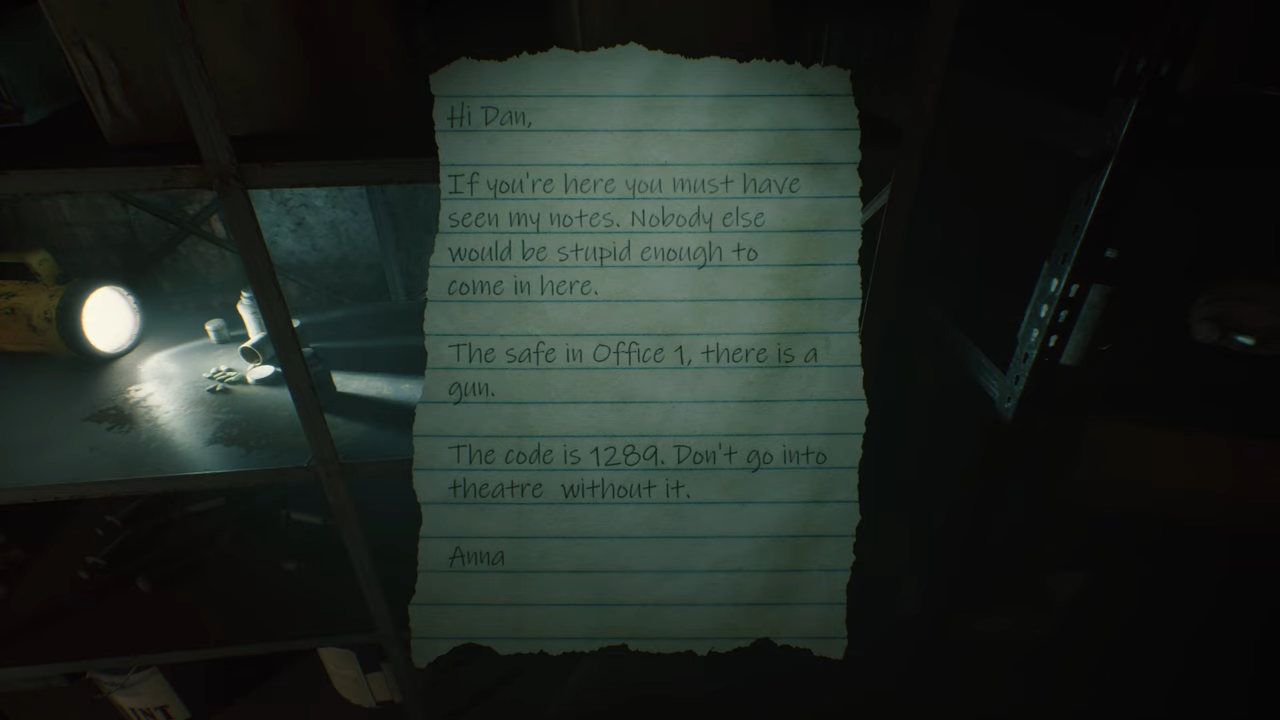 Hi Dan,
If you're here you must have
seen my notes. Nobody else
would be stupid enough to
come in here.
The safe in Office 1, there is a
gun.
The code is 1289. Don't go into
theatre without it.
Anna